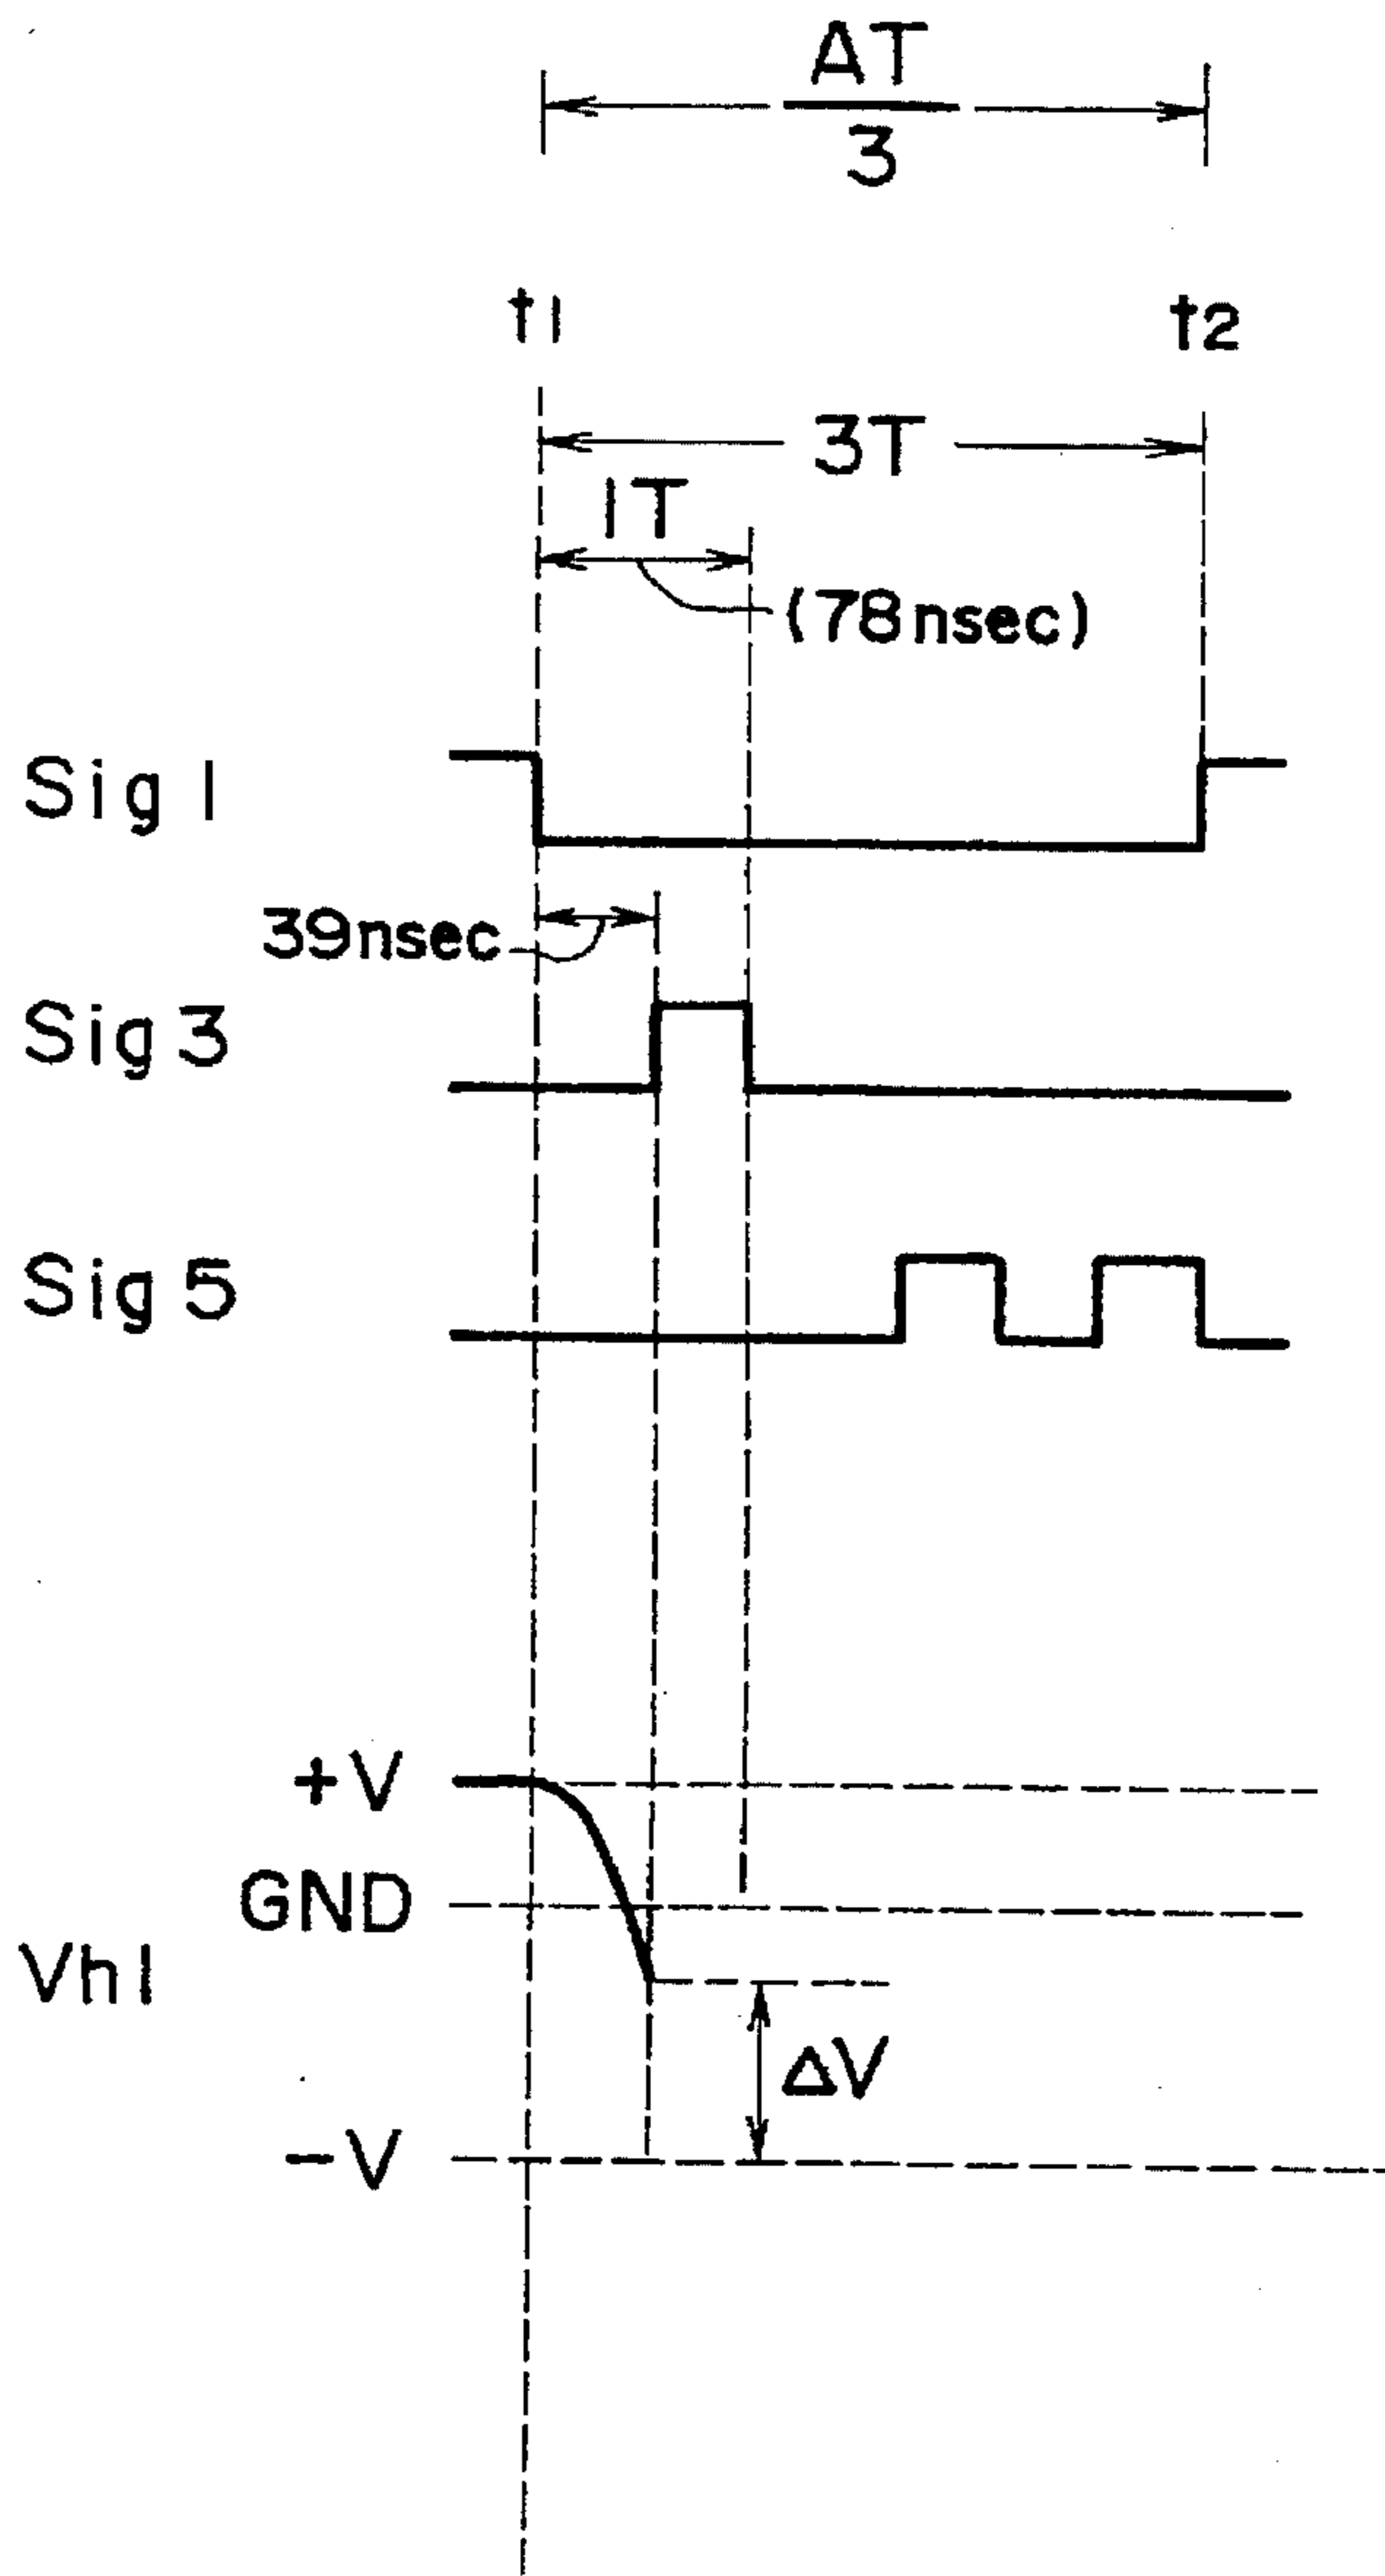 AT
3
t1 t2
3T
1T
(78nsec)
Sig 1
39nsec
Sig 3
Sig 5
+V
GND
Vh1
ΔV
-V